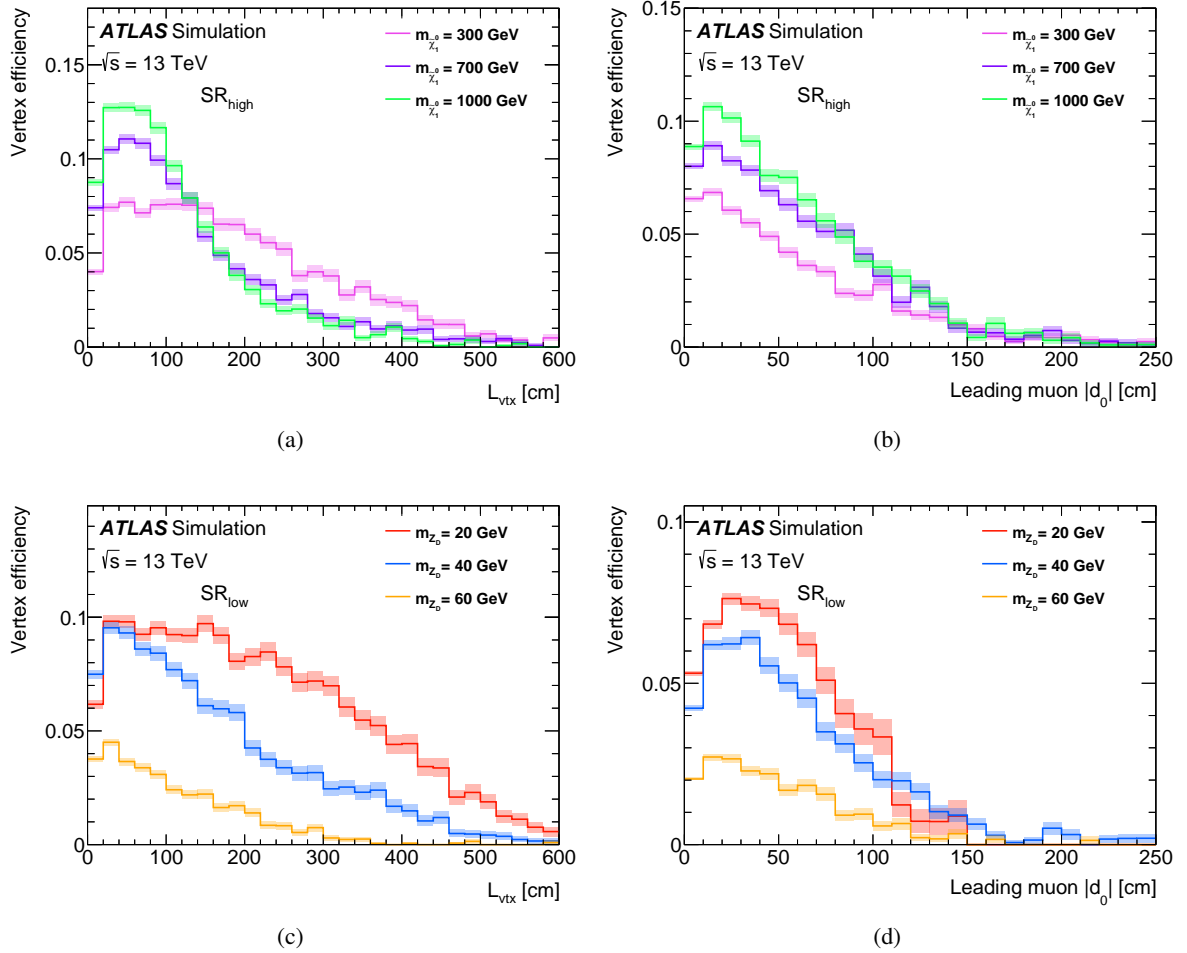 ATLAS Simulation
√s = 13 TeV
SR_high
m_χ̃₁⁰ = 300 GeV
m_χ̃₁⁰ = 700 GeV
m_χ̃₁⁰ = 1000 GeV
Vertex efficiency
0.15
0.1
0.05
0
0 100 200 300 400 500 600
L_vtx [cm]
(a)
ATLAS Simulation
√s = 13 TeV
SR_high
m_χ̃₁⁰ = 300 GeV
m_χ̃₁⁰ = 700 GeV
m_χ̃₁⁰ = 1000 GeV
Vertex efficiency
0.15
0.1
0.05
0
0 50 100 150 200 250
Leading muon |d₀| [cm]
(b)
ATLAS Simulation
√s = 13 TeV
SR_low
m_Z_D = 20 GeV
m_Z_D = 40 GeV
m_Z_D = 60 GeV
Vertex efficiency
0.1
0.05
0
0 100 200 300 400 500 600
L_vtx [cm]
(c)
ATLAS Simulation
√s = 13 TeV
SR_low
m_Z_D = 20 GeV
m_Z_D = 40 GeV
m_Z_D = 60 GeV
Vertex efficiency
0.1
0.05
0
0 50 100 150 200 250
Leading muon |d₀| [cm]
(d)